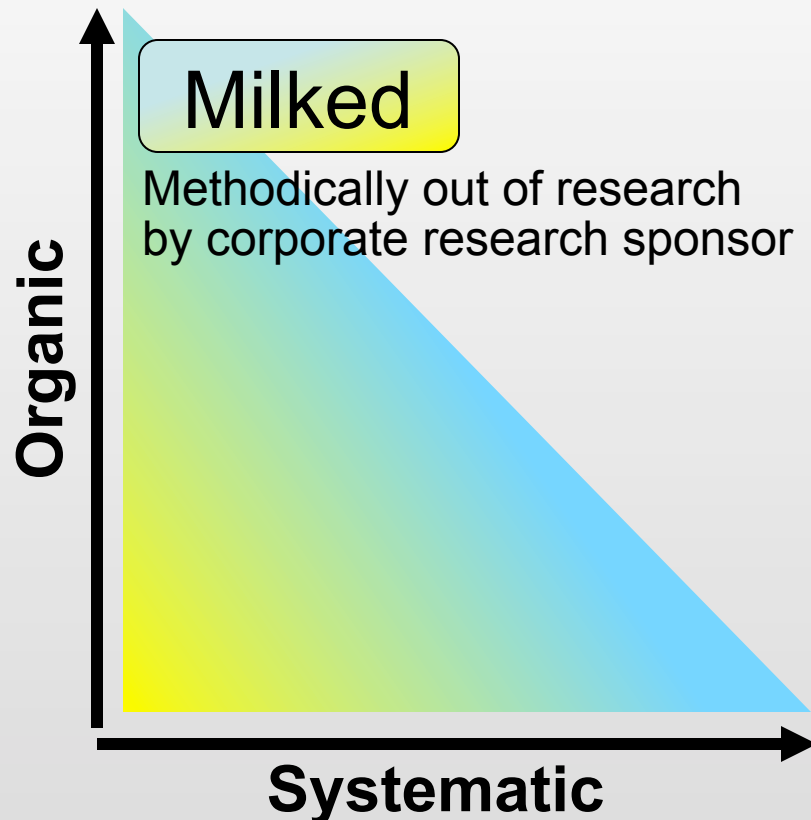 Milked
Methodically out of research
by corporate research sponsor
Organic
Systematic